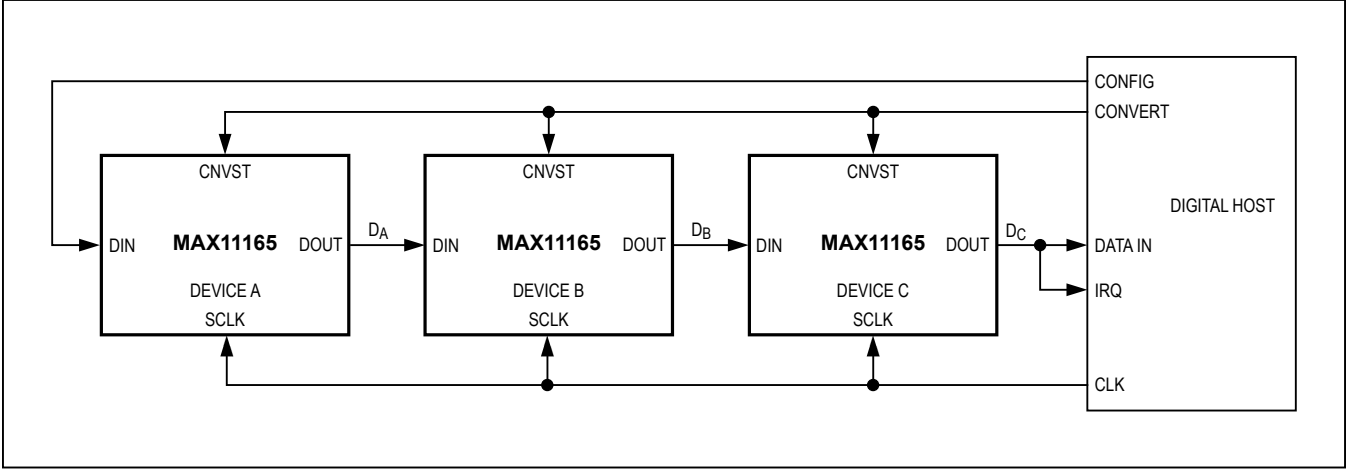 CONFIG
CONVERT
CNVST CNVST CNVST
DIGITAL HOST
DIN MAX11165 DOUT DA DIN MAX11165 DOUT DB DIN MAX11165 DOUT DC DATA IN
DEVICE A DEVICE B DEVICE C IRQ
SCLK SCLK SCLK
CLK